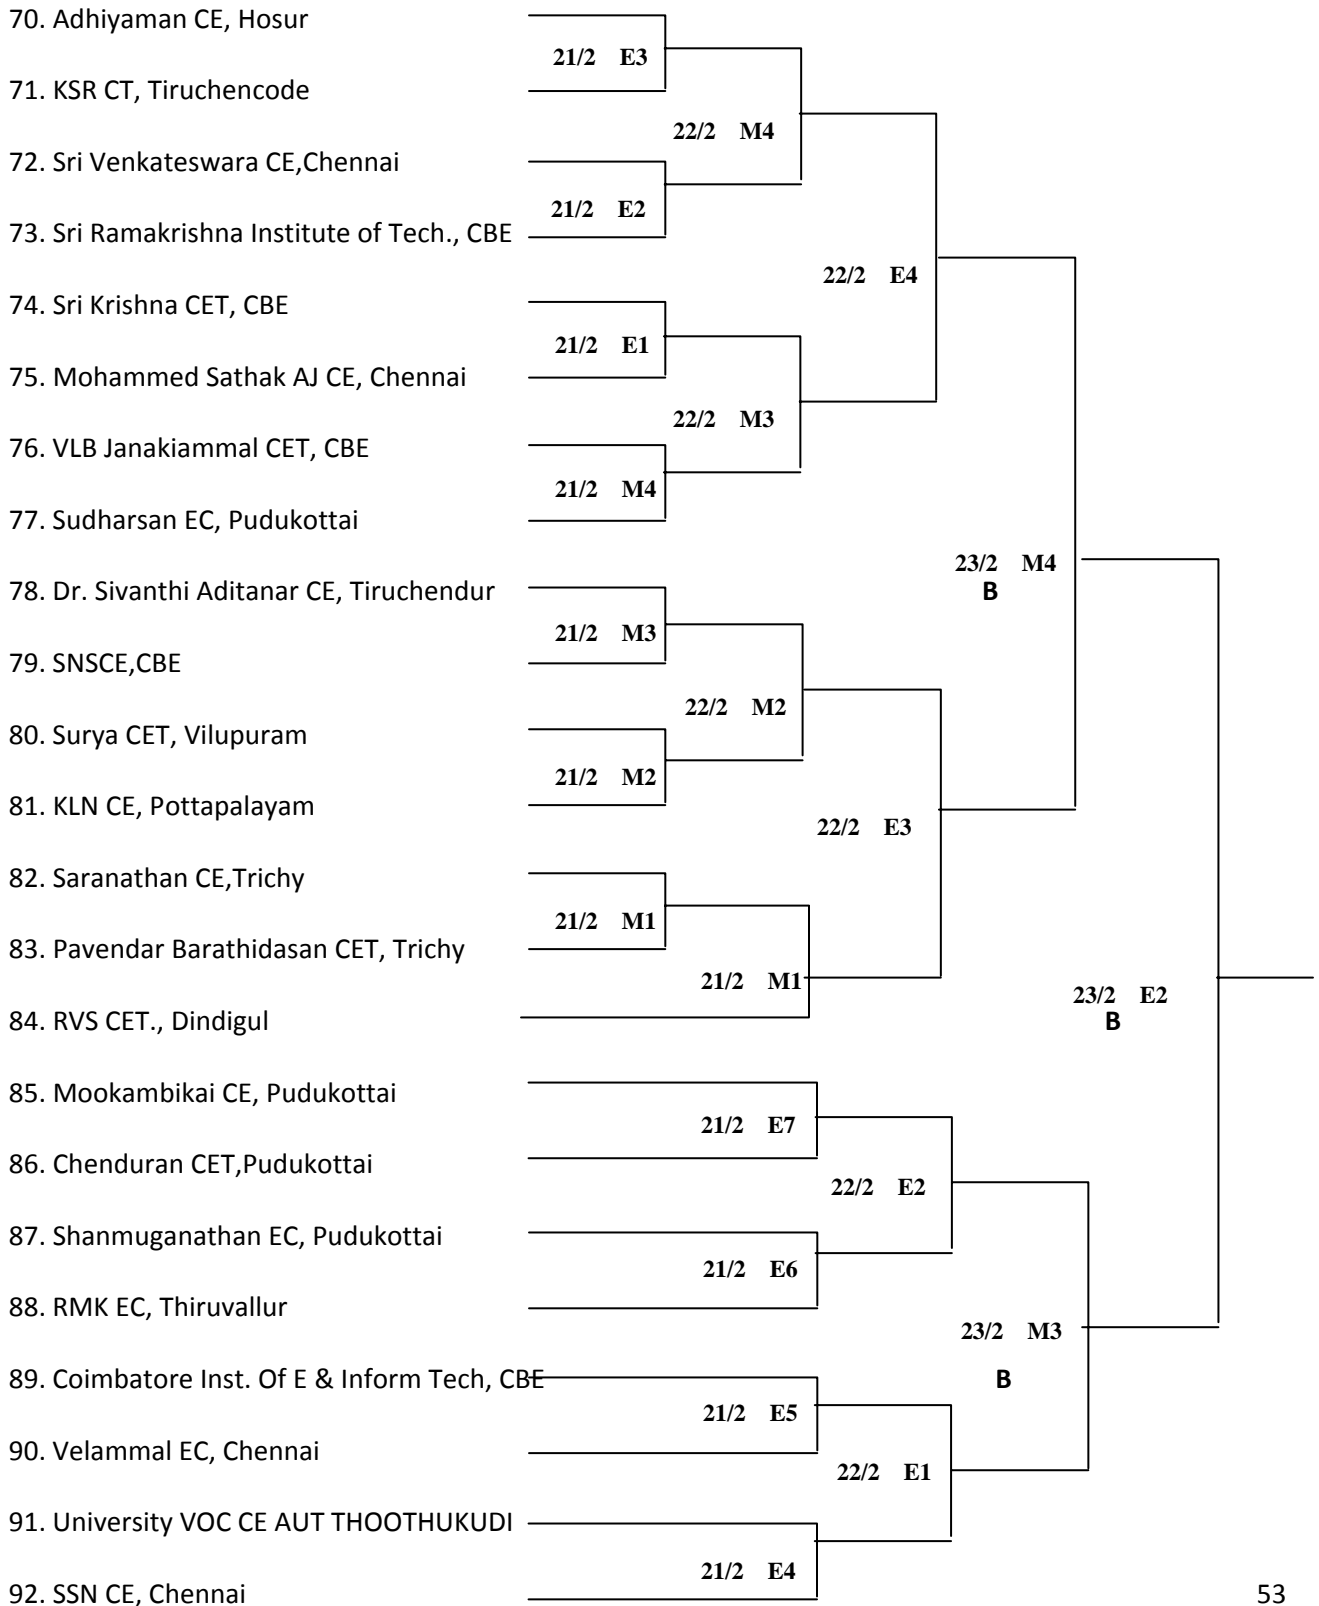 70. Adhiyaman CE, Hosur
21/2 E3
71. KSR CT, Tiruchencode
22/2 M4
72. Sri Venkateswara CE,Chennai
21/2 E2
73. Sri Ramakrishna Institute of Tech., CBE
22/2 E4
74. Sri Krishna CET, CBE
21/2 E1
75. Mohammed Sathak AJ CE, Chennai
22/2 M3
76. VLB Janakiammal CET, CBE
21/2 M4
77. Sudharsan EC, Pudukottai
23/2 M4
B
78. Dr. Sivanthi Aditanar CE, Tiruchendur
21/2 M3
79. SNSCE,CBE
22/2 M2
80. Surya CET, Vilupuram
21/2 M2
81. KLN CE, Pottapalayam
22/2 E3
82. Saranathan CE,Trichy
21/2 M1
83. Pavendar Barathidasan CET, Trichy
21/2 M1
23/2 E2
B
84. RVS CET., Dindigul
85. Mookambikai CE, Pudukottai
21/2 E7
86. Chenduran CET,Pudukottai
22/2 E2
87. Shanmuganathan EC, Pudukottai
21/2 E6
88. RMK EC, Thiruvallur
23/2 M3
B
89. Coimbatore Inst. Of E & Inform Tech, CBE
21/2 E5
90. Velammal EC, Chennai
22/2 E1
91. University VOC CE AUT THOOTHUKUDI
21/2 E4
92. SSN CE, Chennai
53